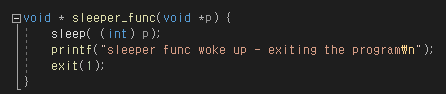 void * sleeper_func(void *p) {
sleep( (int) p);
printf("sleeper func woke up - exiting the program₩n");
exit(1);
}